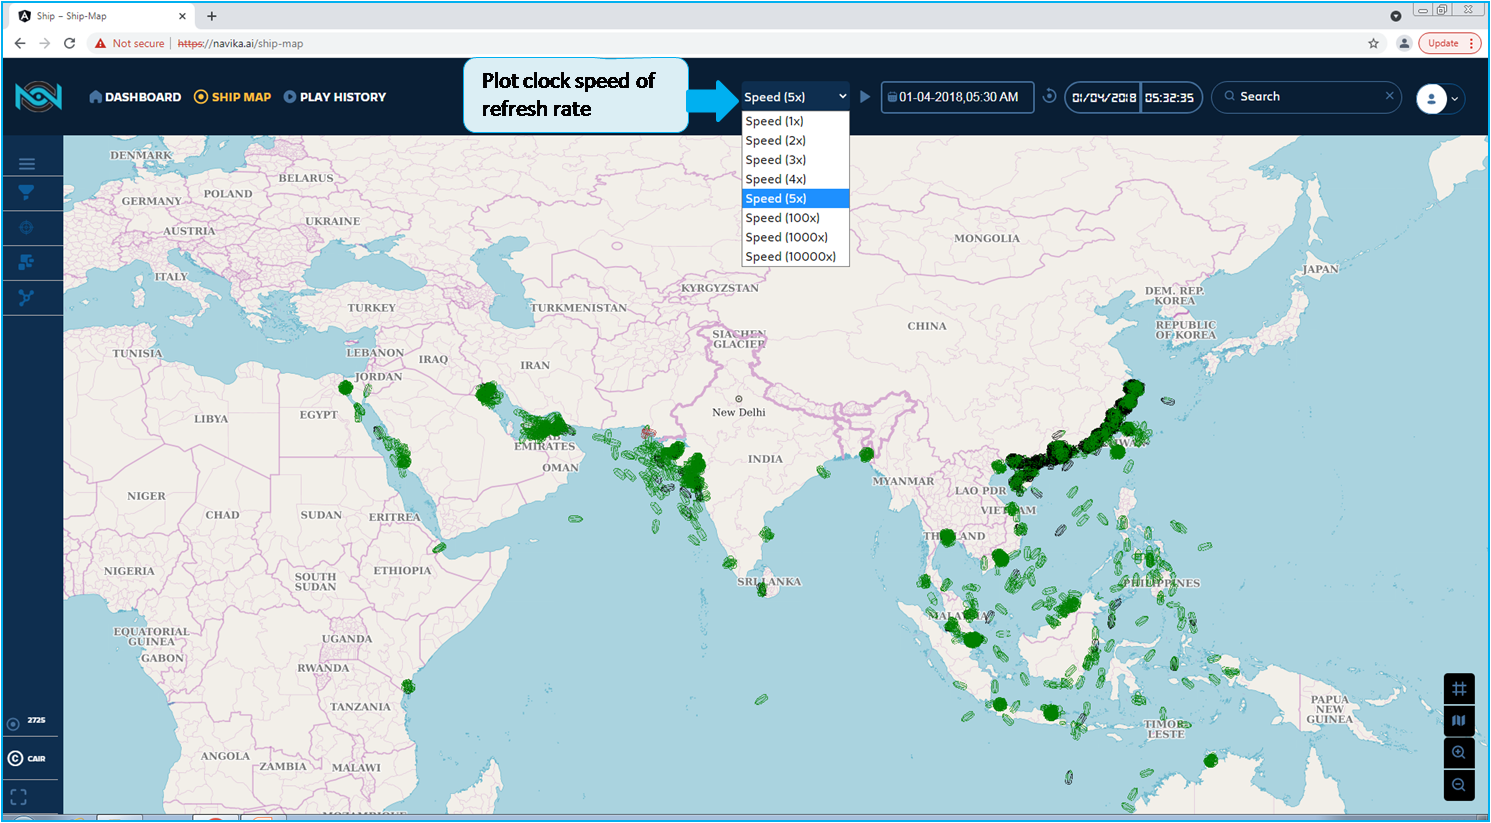 Ship – Ship-Map
Not secure
https://navika.ai/ship-map
Update
DASHBOARD
SHIP MAP
PLAY HISTORY
Plot clock speed of
refresh rate
Speed (5x)
01-04-2018,05:30 AM
01/04/2018
05:32:35
Search
Speed (1x)
Speed (2x)
Speed (3x)
Speed (4x)
Speed (5x)
Speed (100x)
Speed (1000x)
Speed (10000x)
DENMARK
BELARUS
POLAND
GERMANY
UKRAINE
AUSTRIA
MONGOLIA
ITALY
JAPAN
KYRGYZSTAN
DEM. REP.
KOREA
TURKEY
TURKMENISTAN
CHINA
REPUBLIC
OF KOREA
SIACHEN
GLACIER
TUNISIA
LEBANON
IRAQ
IRAN
JORDAN
New Delhi
LIBYA
EGYPT
EMIRATES
OMAN
INDIA
MYANMAR
LAO PDR
NIGER
CHAD
SUDAN
ERITREA
VIETNAM
THAILAND
NIGERIA
SOUTH
SUDAN
ETHIOPIA
SRI LANKA
PHILIPPINES
MALAYSIA
EQUATORIAL
GUINEA
GABON
UGANDA
RWANDA
TANZANIA
PAPUA
NEW
GUINEA
TIMOR
LESTE
2725
CAIR
ANGOLA
ZAMBIA
MALAWI